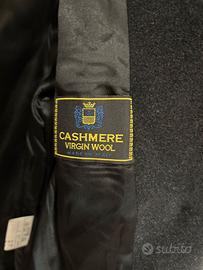 CASHMERE
VIRGIN WOOL
MADE IN ITALY
subito